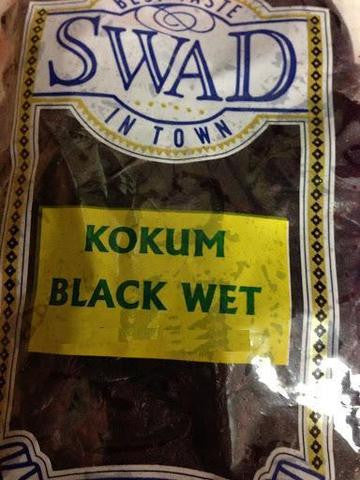 BEST TASTE
SWAD
IN TOWN
KOKUM
BLACK WET